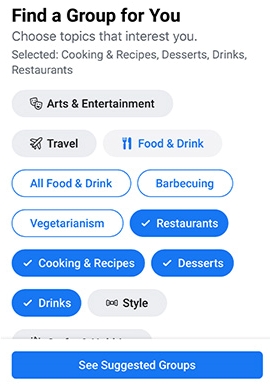 Find a Group for You
Choose topics that interest you.
Selected: Cooking & Recipes, Desserts, Drinks,
Restaurants
Arts & Entertainment
Travel
Food & Drink
All Food & Drink
Barbecuing
Vegetarianism
Restaurants
Cooking & Recipes
Desserts
Drinks
Style
See Suggested Groups